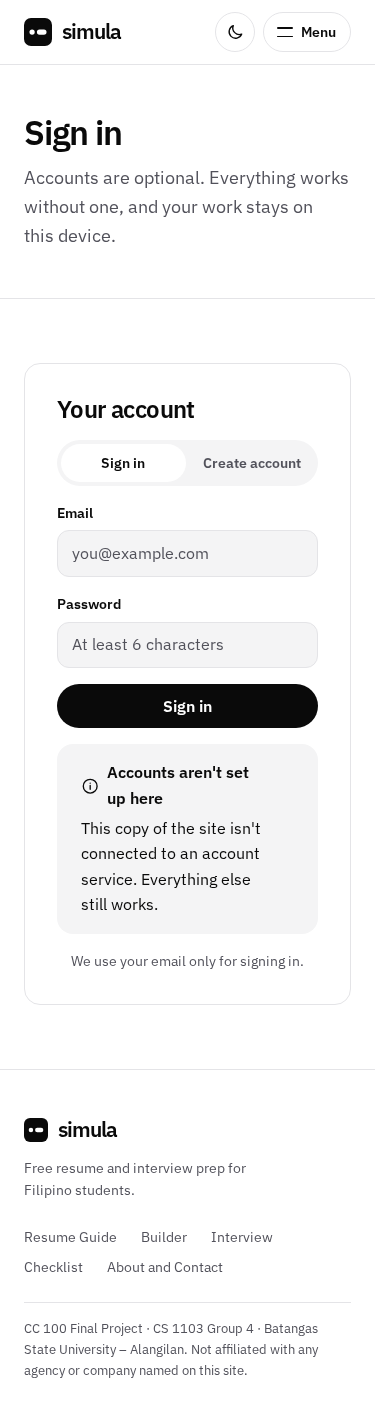 simula
Menu
Sign in
Accounts are optional. Everything works
without one, and your work stays on
this device.
Your account
Sign in
Create account
Email
you@example.com
Password
At least 6 characters
Sign in
Accounts aren't set
up here
This copy of the site isn't
connected to an account
service. Everything else
still works.
We use your email only for signing in.
simula
Free resume and interview prep for
Filipino students.
Resume Guide Builder Interview
Checklist About and Contact
CC 100 Final Project · CS 1103 Group 4 · Batangas
State University – Alangilan. Not affiliated with any
agency or company named on this site.